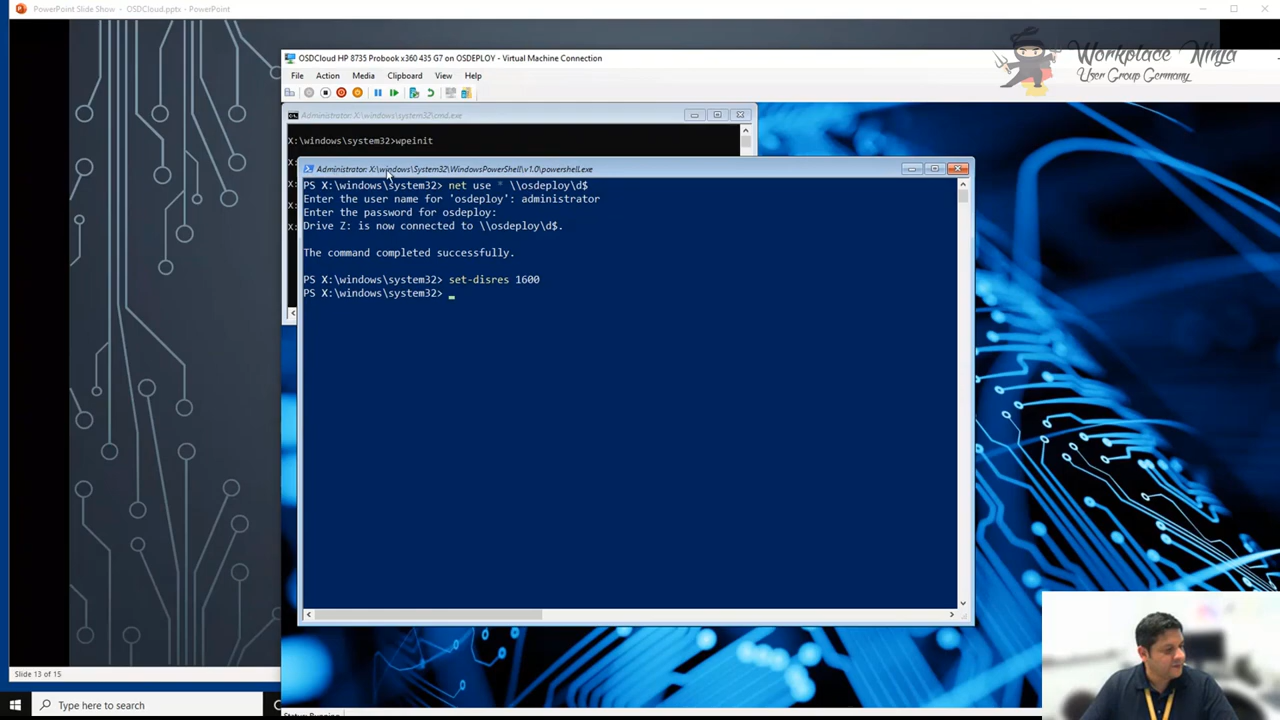 PowerPoint Slide Show - OSDCloud.pptx - PowerPoint
Workplace Ninja
User Group Germany
OSDCloud HP 8735 Probook x360 435 G7 on OSDEPLOY - Virtual Machine Connection
File Action Media Clipboard View Help
Administrator: X:\windows\system32\cmd.exe
X:\windows\system32>wpeinit
Administrator: X:\windows\System32\WindowsPowerShell\v1.0\powershell.exe
PS X:\windows\system32> net use * \\osdeploy\d$
Enter the user name for 'osdeploy': administrator
Enter the password for osdeploy:
Drive Z: is now connected to \\osdeploy\d$.
The command completed successfully.
PS X:\windows\system32> set-disres 1600
PS X:\windows\system32>
Slide 13 of 15
Type here to search
Status: Running